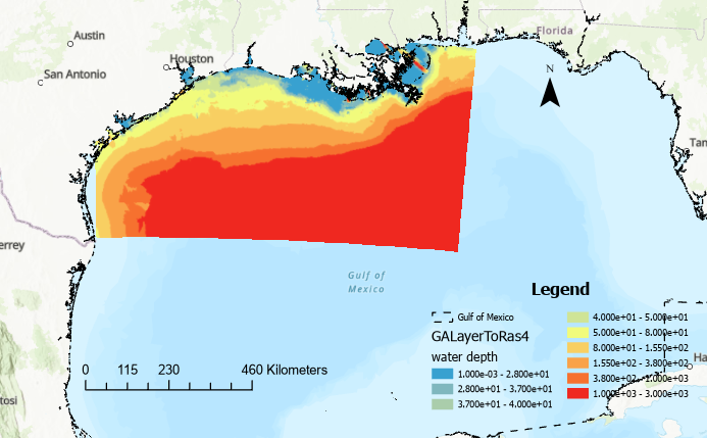 Austin
Houston
San Antonio
Florida
N
Tan
rrey
Gulf of
Mexico
Legend
Gulf of Mexico
GALayerToRas4
water depth
1.000e-03 - 2.800e+01
2.800e+01 - 3.700e+01
3.700e+01 - 4.000e+01
4.000e+01 - 5.000e+01
5.000e+01 - 8.000e+01
8.000e+01 - 1.550e+02
1.550e+02 - 3.800e+02
3.800e+02 - 1.000e+03
1.000e+03 - 3.000e+03
Ha
0 115 230 460 Kilometers
tosi